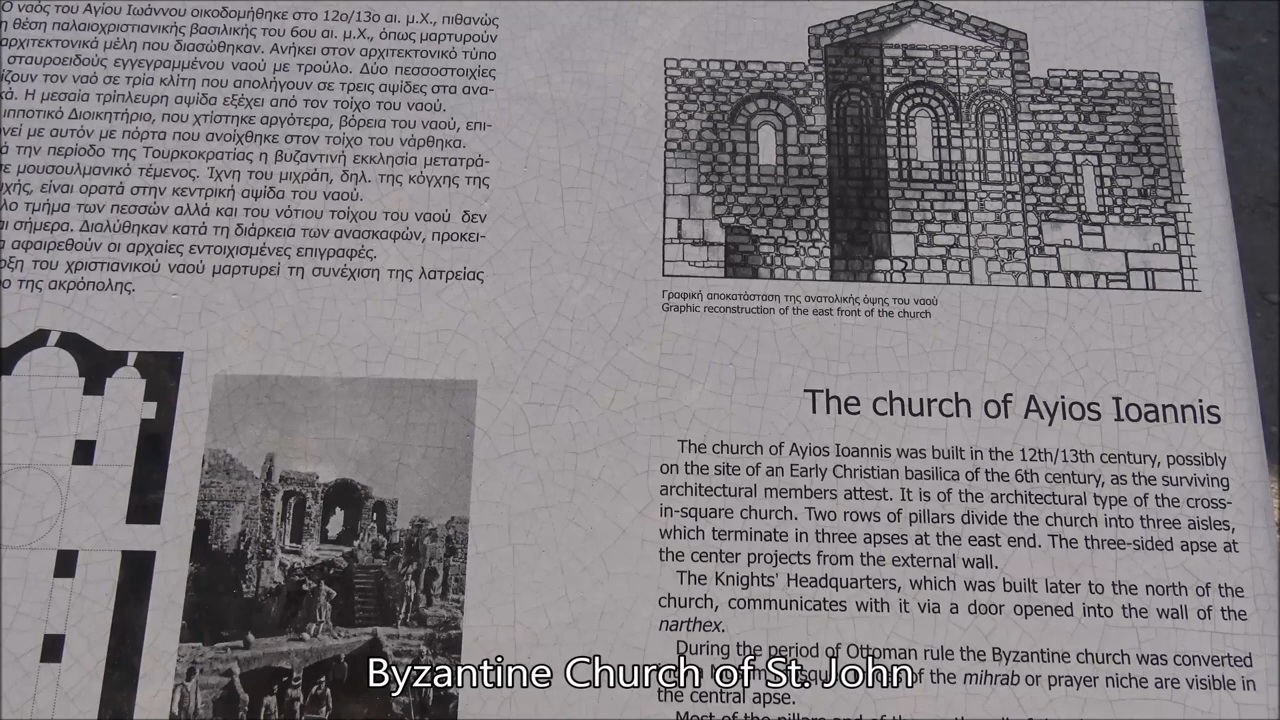 Ο ναός του Αγίου Ιωάννου οικοδομήθηκε στο 12ο/13ο αι. μ.Χ., πιθανώς
η θέση παλαιοχριστιανικής βασιλικής του 6ου αι. μ.Χ., όπως μαρτυρούν
αρχιτεκτονικά μέλη που διασώθηκαν. Ανήκει στον αρχιτεκτονικό τύπο
σταυροειδούς εγγεγραμμένου ναού με τρούλο. Δύο πεσσοστοιχίες
ίζουν τον ναό σε τρία κλίτη που απολήγουν σε τρεις αψίδες στα ανα-
κά. Η μεσαία τρίπλευρη αψίδα εξέχει από τον τοίχο του ναού.
ιπποτικό Διοικητήριο, που χτίστηκε αργότερα, βόρεια του ναού, επι-
νεί με αυτόν με πόρτα που ανοίχθηκε στον τοίχο του νάρθηκα.
ά την περίοδο της Τουρκοκρατίας η βυζαντινή εκκλησία μετατρά-
σε μουσουλμανικό τέμενος. Ίχνη του μιχράπ, δηλ. της κόγχης της
χής, είναι ορατά στην κεντρική αψίδα του ναού.
λο τμήμα των πεσσών αλλά και του νότιου τοίχου του ναού δεν
αι σήμερα. Διαλύθηκαν κατά τη διάρκεια των ανασκαφών, προκει-
α αφαιρεθούν οι αρχαίες εντοιχισμένες επιγραφές.
ρξη του χριστιανικού ναού μαρτυρεί τη συνέχιση της λατρείας
ο της ακρόπολης.
Γραφική αποκατάσταση της ανατολικής όψης του ναού
Graphic reconstruction of the east front of the church
The church of Ayios Ioannis
The church of Ayios Ioannis was built in the 12th/13th century, possibly
on the site of an Early Christian basilica of the 6th century, as the surviving
architectural members attest. It is of the architectural type of the cross-
in-square church. Two rows of pillars divide the church into three aisles,
which terminate in three apses at the east end. The three-sided apse at
the center projects from the external wall.
The Knights' Headquarters, which was built later to the north of the
church, communicates with it via a door opened into the wall of the
narthex.
During the period of Ottoman rule the Byzantine church was converted
of the mihrab or prayer niche are visible in
the central apse.
Byzantine Church of St. John